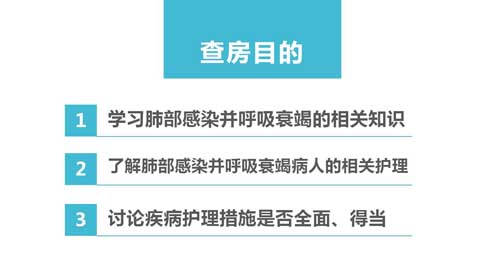 查房目的
1 学习肺部感染并呼吸衰竭的相关知识
2 了解肺部感染并呼吸衰竭病人的相关护理
3 讨论疾病护理措施是否全面、得当